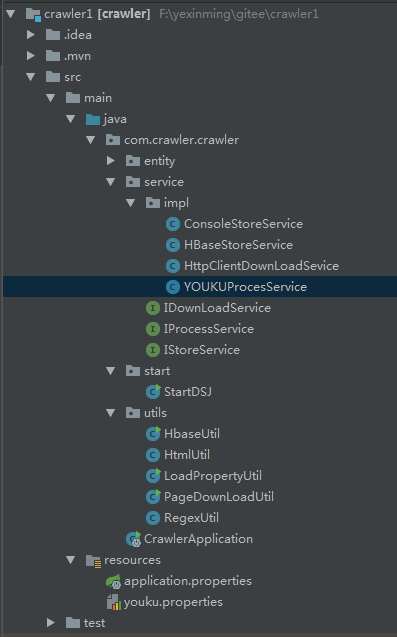 crawler1 [crawler] F:\yexinming\gitee\crawler1
.idea
.mvn
src
main
java
com.crawler.crawler
entity
service
impl
ConsoleStoreService
HBaseStoreService
HttpClientDownLoadSevice
YOUKUProcesService
IDownLoadService
IProcessService
IStoreService
start
StartDSJ
utils
HbaseUtil
HtmlUtil
LoadPropertyUtil
PageDownLoadUtil
RegexUtil
CrawlerApplication
resources
application.properties
youku.properties
test